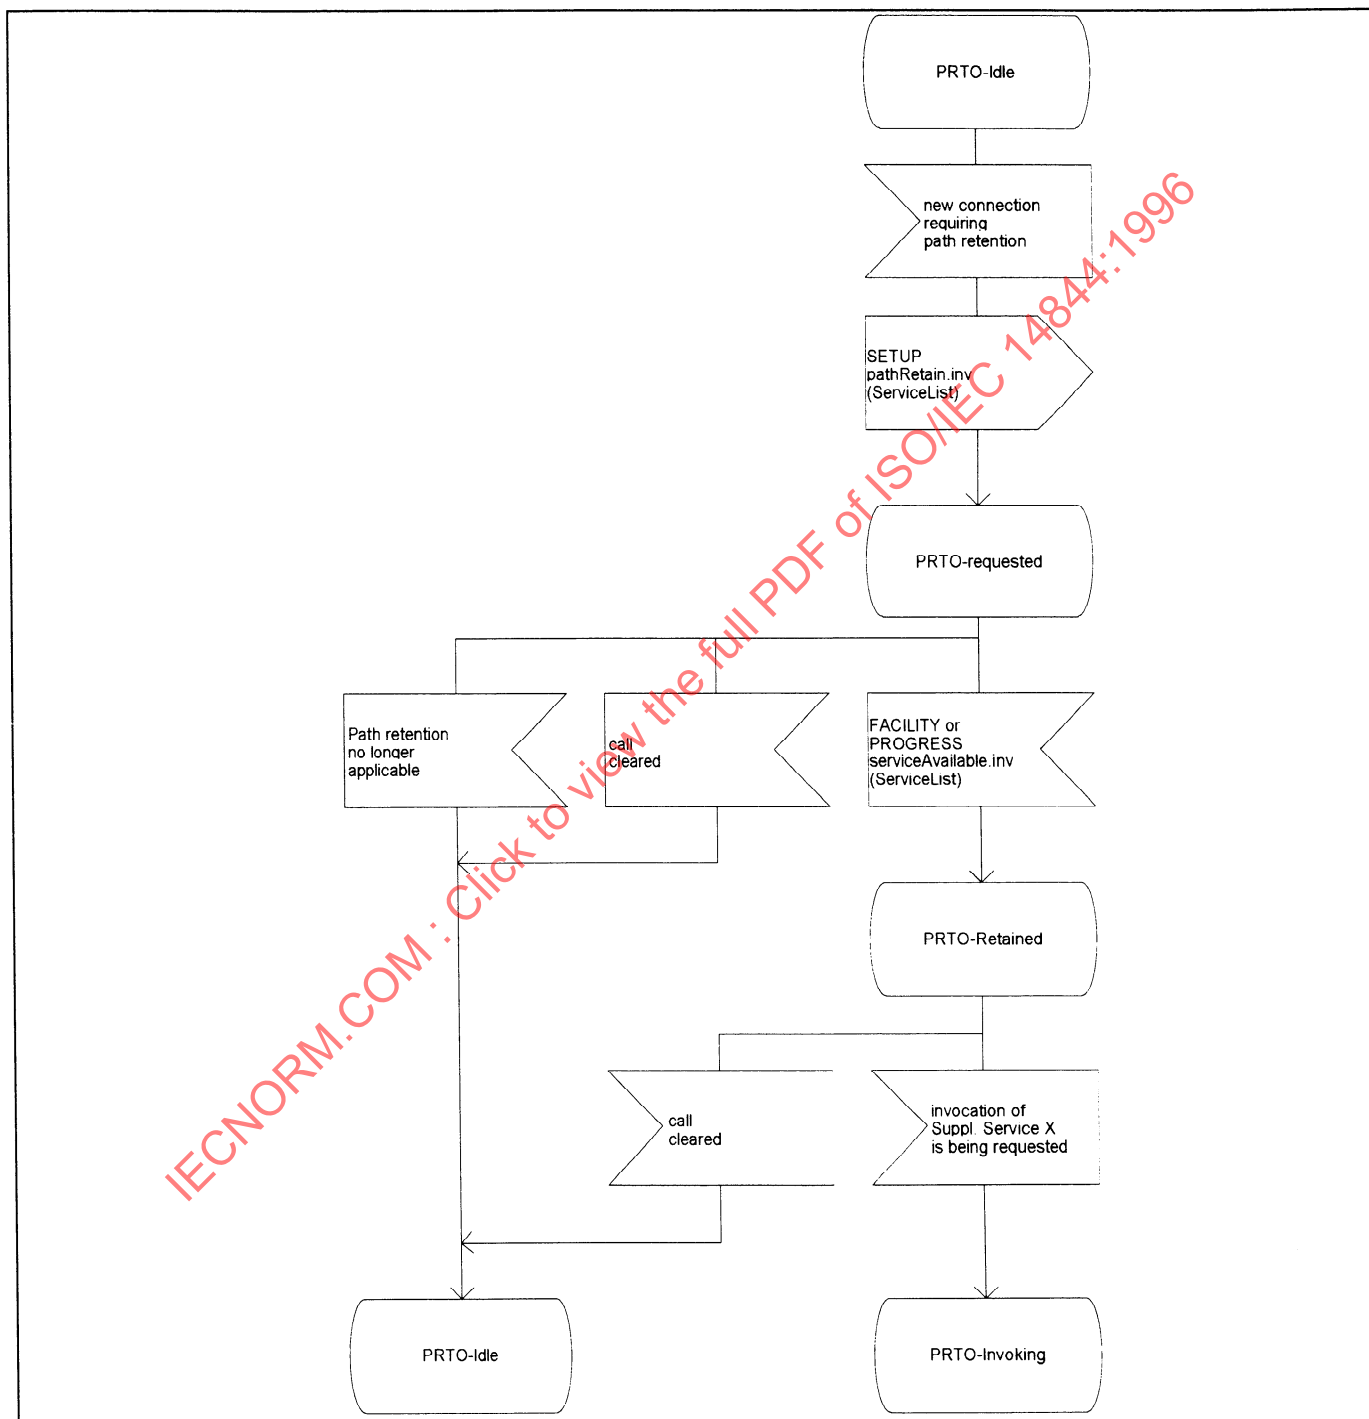 PRTO-Idle
new connection
requiring
path retention
SETUP
pathRetain.inv
(ServiceList)
PRTO-requested
Path retention
no longer
applicable
call
cleared
FACILITY or
PROGRESS
serviceAvailable.inv
(ServiceList)
PRTO-Retained
call
cleared
invocation of
Suppl. Service X
is being requested
PRTO-Idle
PRTO-Invoking
IECNORM.COM : Click to view the full PDF of ISO/IEC 14844:1996